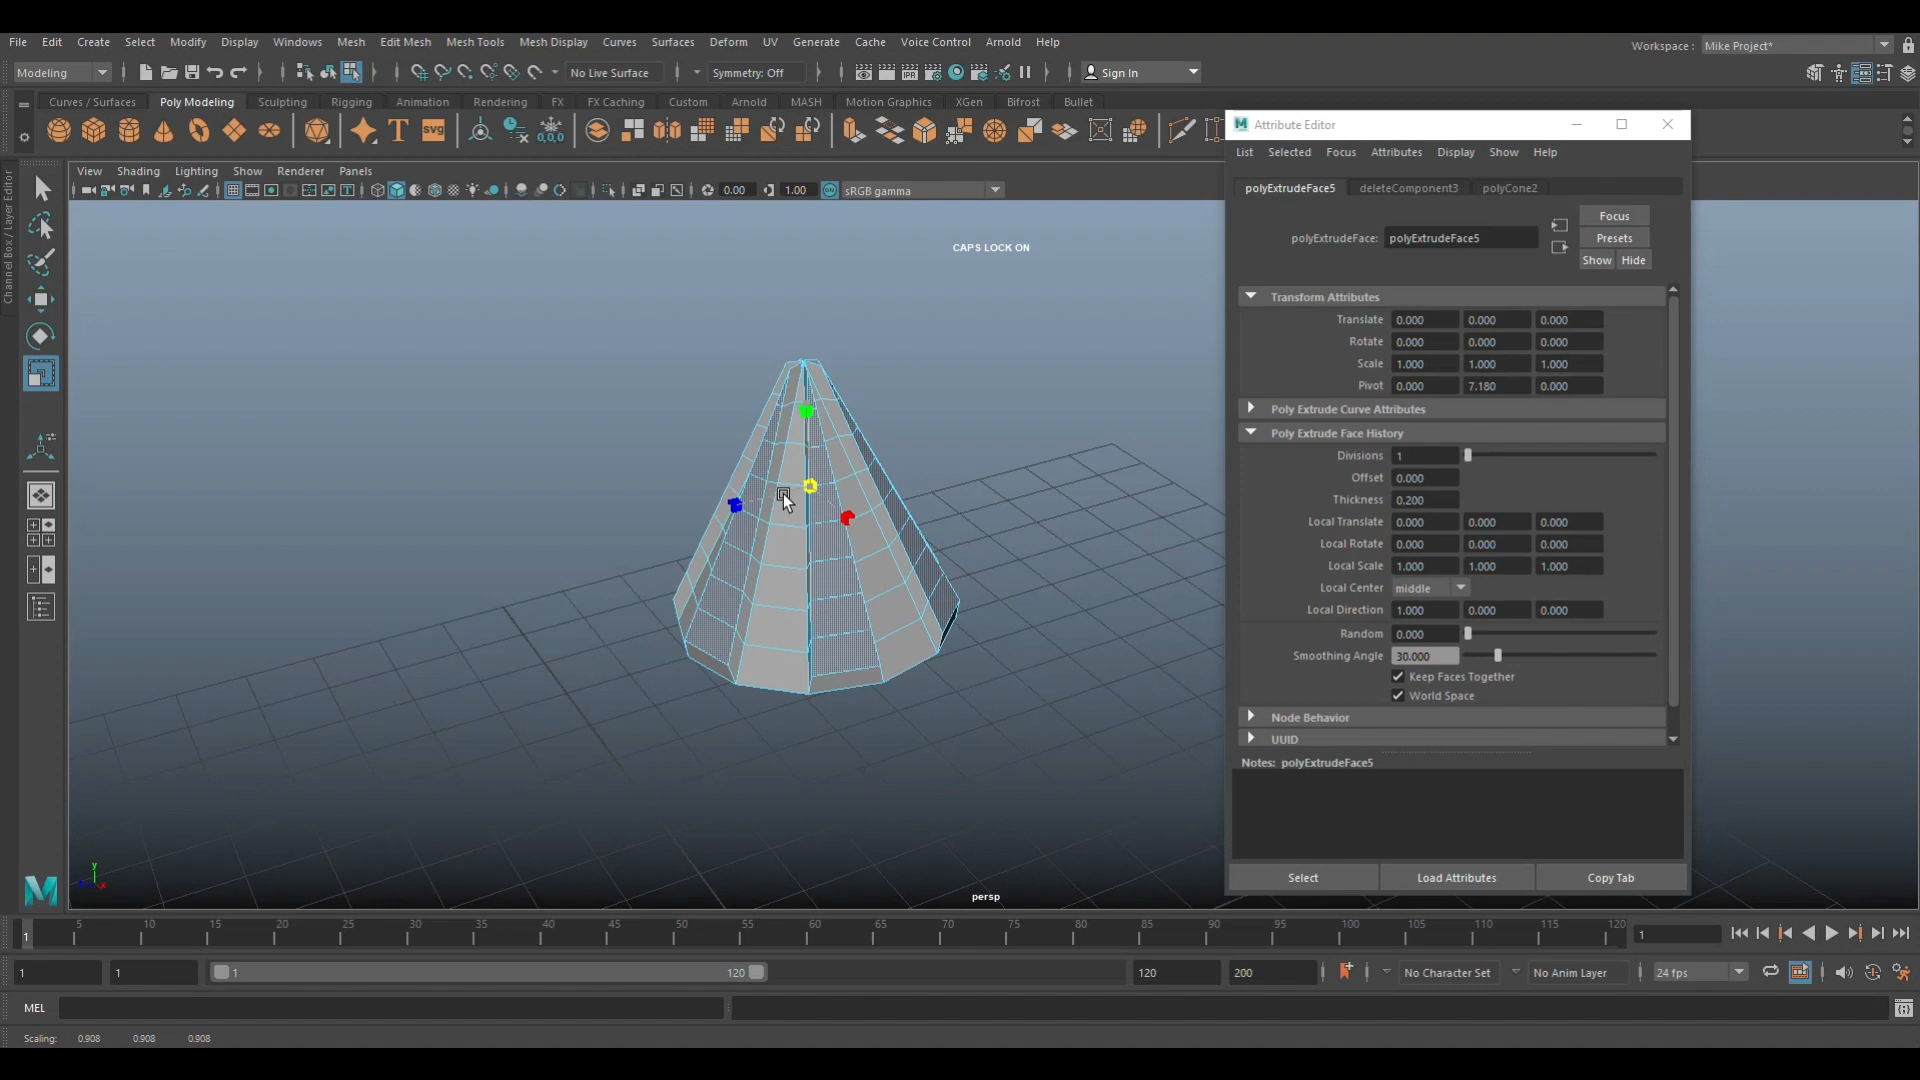 File Edit Create Select Modify Display Windows Mesh Edit Mesh Mesh Tools Mesh Display Curves Surfaces Deform UV Generate Cache Voice Control Arnold Help Workspace : Mike Project*
Modeling No Live Surface Symmetry: Off IPR Sign In
Curves / Surfaces Poly Modeling Sculpting Rigging Animation Rendering FX FX Caching Custom Arnold MASH Motion Graphics XGen Bifrost Bullet
T svg 0,0,0
Attribute Editor
List Selected Focus Attributes Display Show Help
View Shading Lighting Show Renderer Panels
0.00 1.00 ON sRGB gamma
polyExtrudeFace5 deleteComponent3 polyCone2
Channel Box / Layer Editor
CAPS LOCK ON
Focus
polyExtrudeFace: polyExtrudeFace5 Presets
Show Hide
Transform Attributes
Translate 0.000 0.000 0.000
Rotate 0.000 0.000 0.000
Scale 1.000 1.000 1.000
Pivot 0.000 7.180 0.000
Poly Extrude Curve Attributes
Poly Extrude Face History
Divisions 1
Offset 0.000
Thickness 0.200
Local Translate 0.000 0.000 0.000
Local Rotate 0.000 0.000 0.000
Local Scale 1.000 1.000 1.000
Local Center middle
Local Direction 1.000 0.000 0.000
Random 0.000
Smoothing Angle 30.000
Keep Faces Together
World Space
Node Behavior
UUID
Notes: polyExtrudeFace5
Select Load Attributes Copy Tab
y
x
persp
1 5 10 15 20 25 30 35 40 45 50 55 60 65 70 75 80 85 90 95 100 105 110 115 120 1
1 1 1 120 120 200 No Character Set No Anim Layer 24 fps
MEL
Scaling: 0.908 0.908 0.908